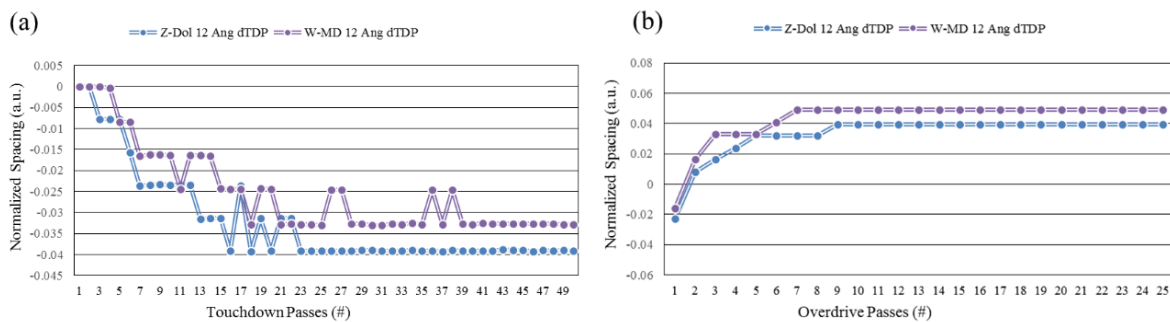 (a)
Z-Dol 12 Ang dTDP W-MD 12 Ang dTDP
Normalized Spacing (a.u.)
0.005
0
-0.005
-0.01
-0.015
-0.02
-0.025
-0.03
-0.035
-0.04
-0.045
1 3 5 7 9 11 13 15 17 19 21 23 25 27 29 31 33 35 37 39 41 43 45 47 49
Touchdown Passes (#)
(b)
Z-Dol 12 Ang dTDP W-MD 12 Ang dTDP
Normalized Spacing (a.u.)
0.08
0.06
0.04
0.02
0
-0.02
-0.04
-0.06
1 2 3 4 5 6 7 8 9 10 11 12 13 14 15 16 17 18 19 20 21 22 23 24 25
Overdrive Passes (#)